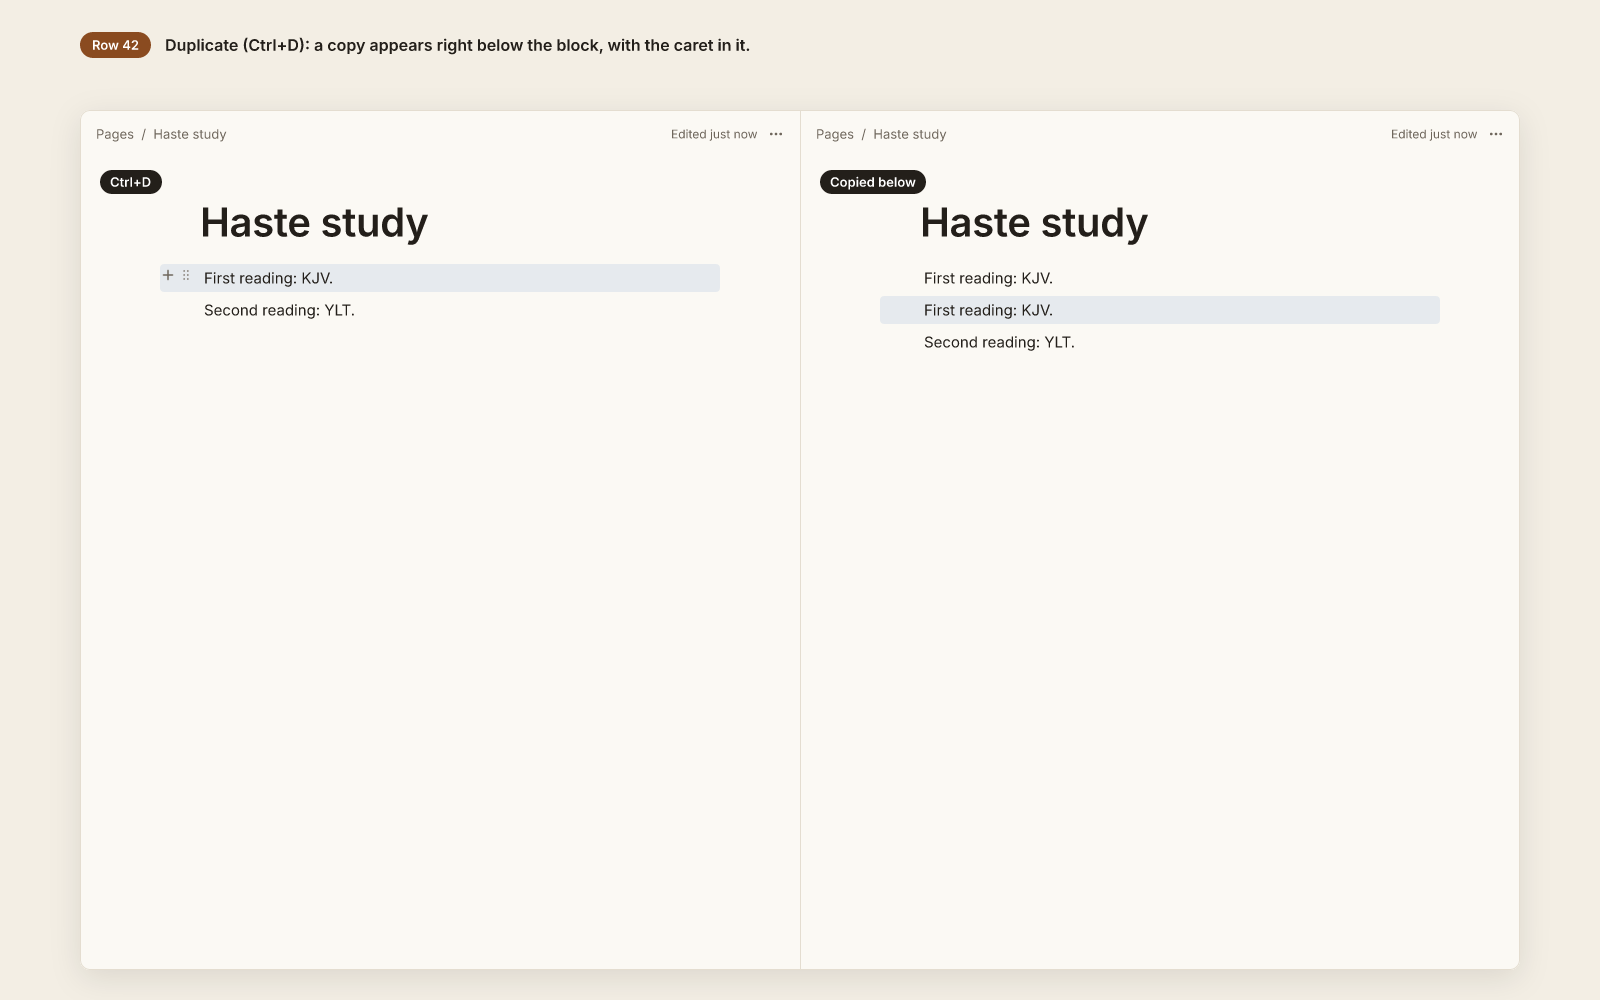 Row 42
Duplicate (Ctrl+D): a copy appears right below the block, with the caret in it.
Pages / Haste study
Edited just now
Ctrl+D
Haste study
First reading: KJV.
Second reading: YLT.
Pages / Haste study
Edited just now
Copied below
Haste study
First reading: KJV.
First reading: KJV.
Second reading: YLT.